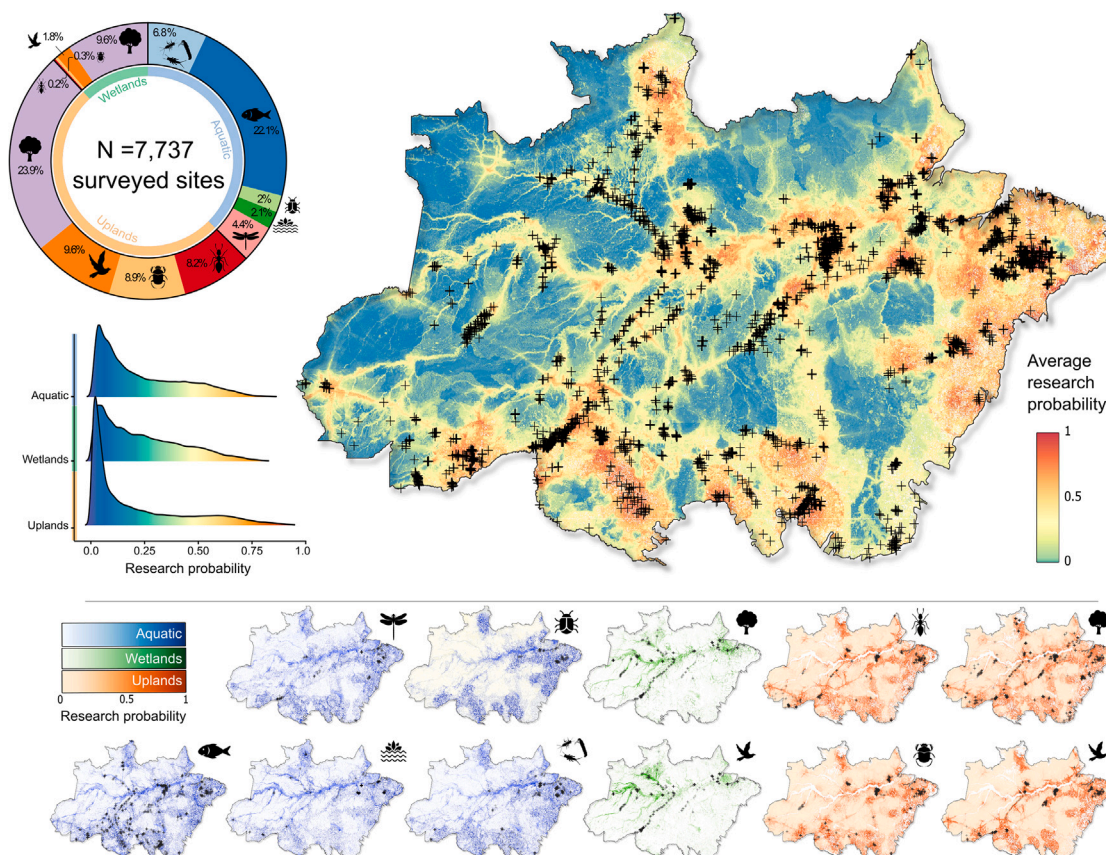 1.8%
0.3%
0.2%
9.6%
6.8%
22.1%
2%
2.1%
4.4%
8.2%
8.9%
9.6%
23.9%
Wetlands
Aquatic
Uplands
N =7,737
surveyed sites
Aquatic
Wetlands
Uplands
0.0 0.25 0.50 0.75 1.0
Research probability
Average
research
probability
1
0.5
0
Aquatic
Wetlands
Uplands
0 0.5 1
Research probability